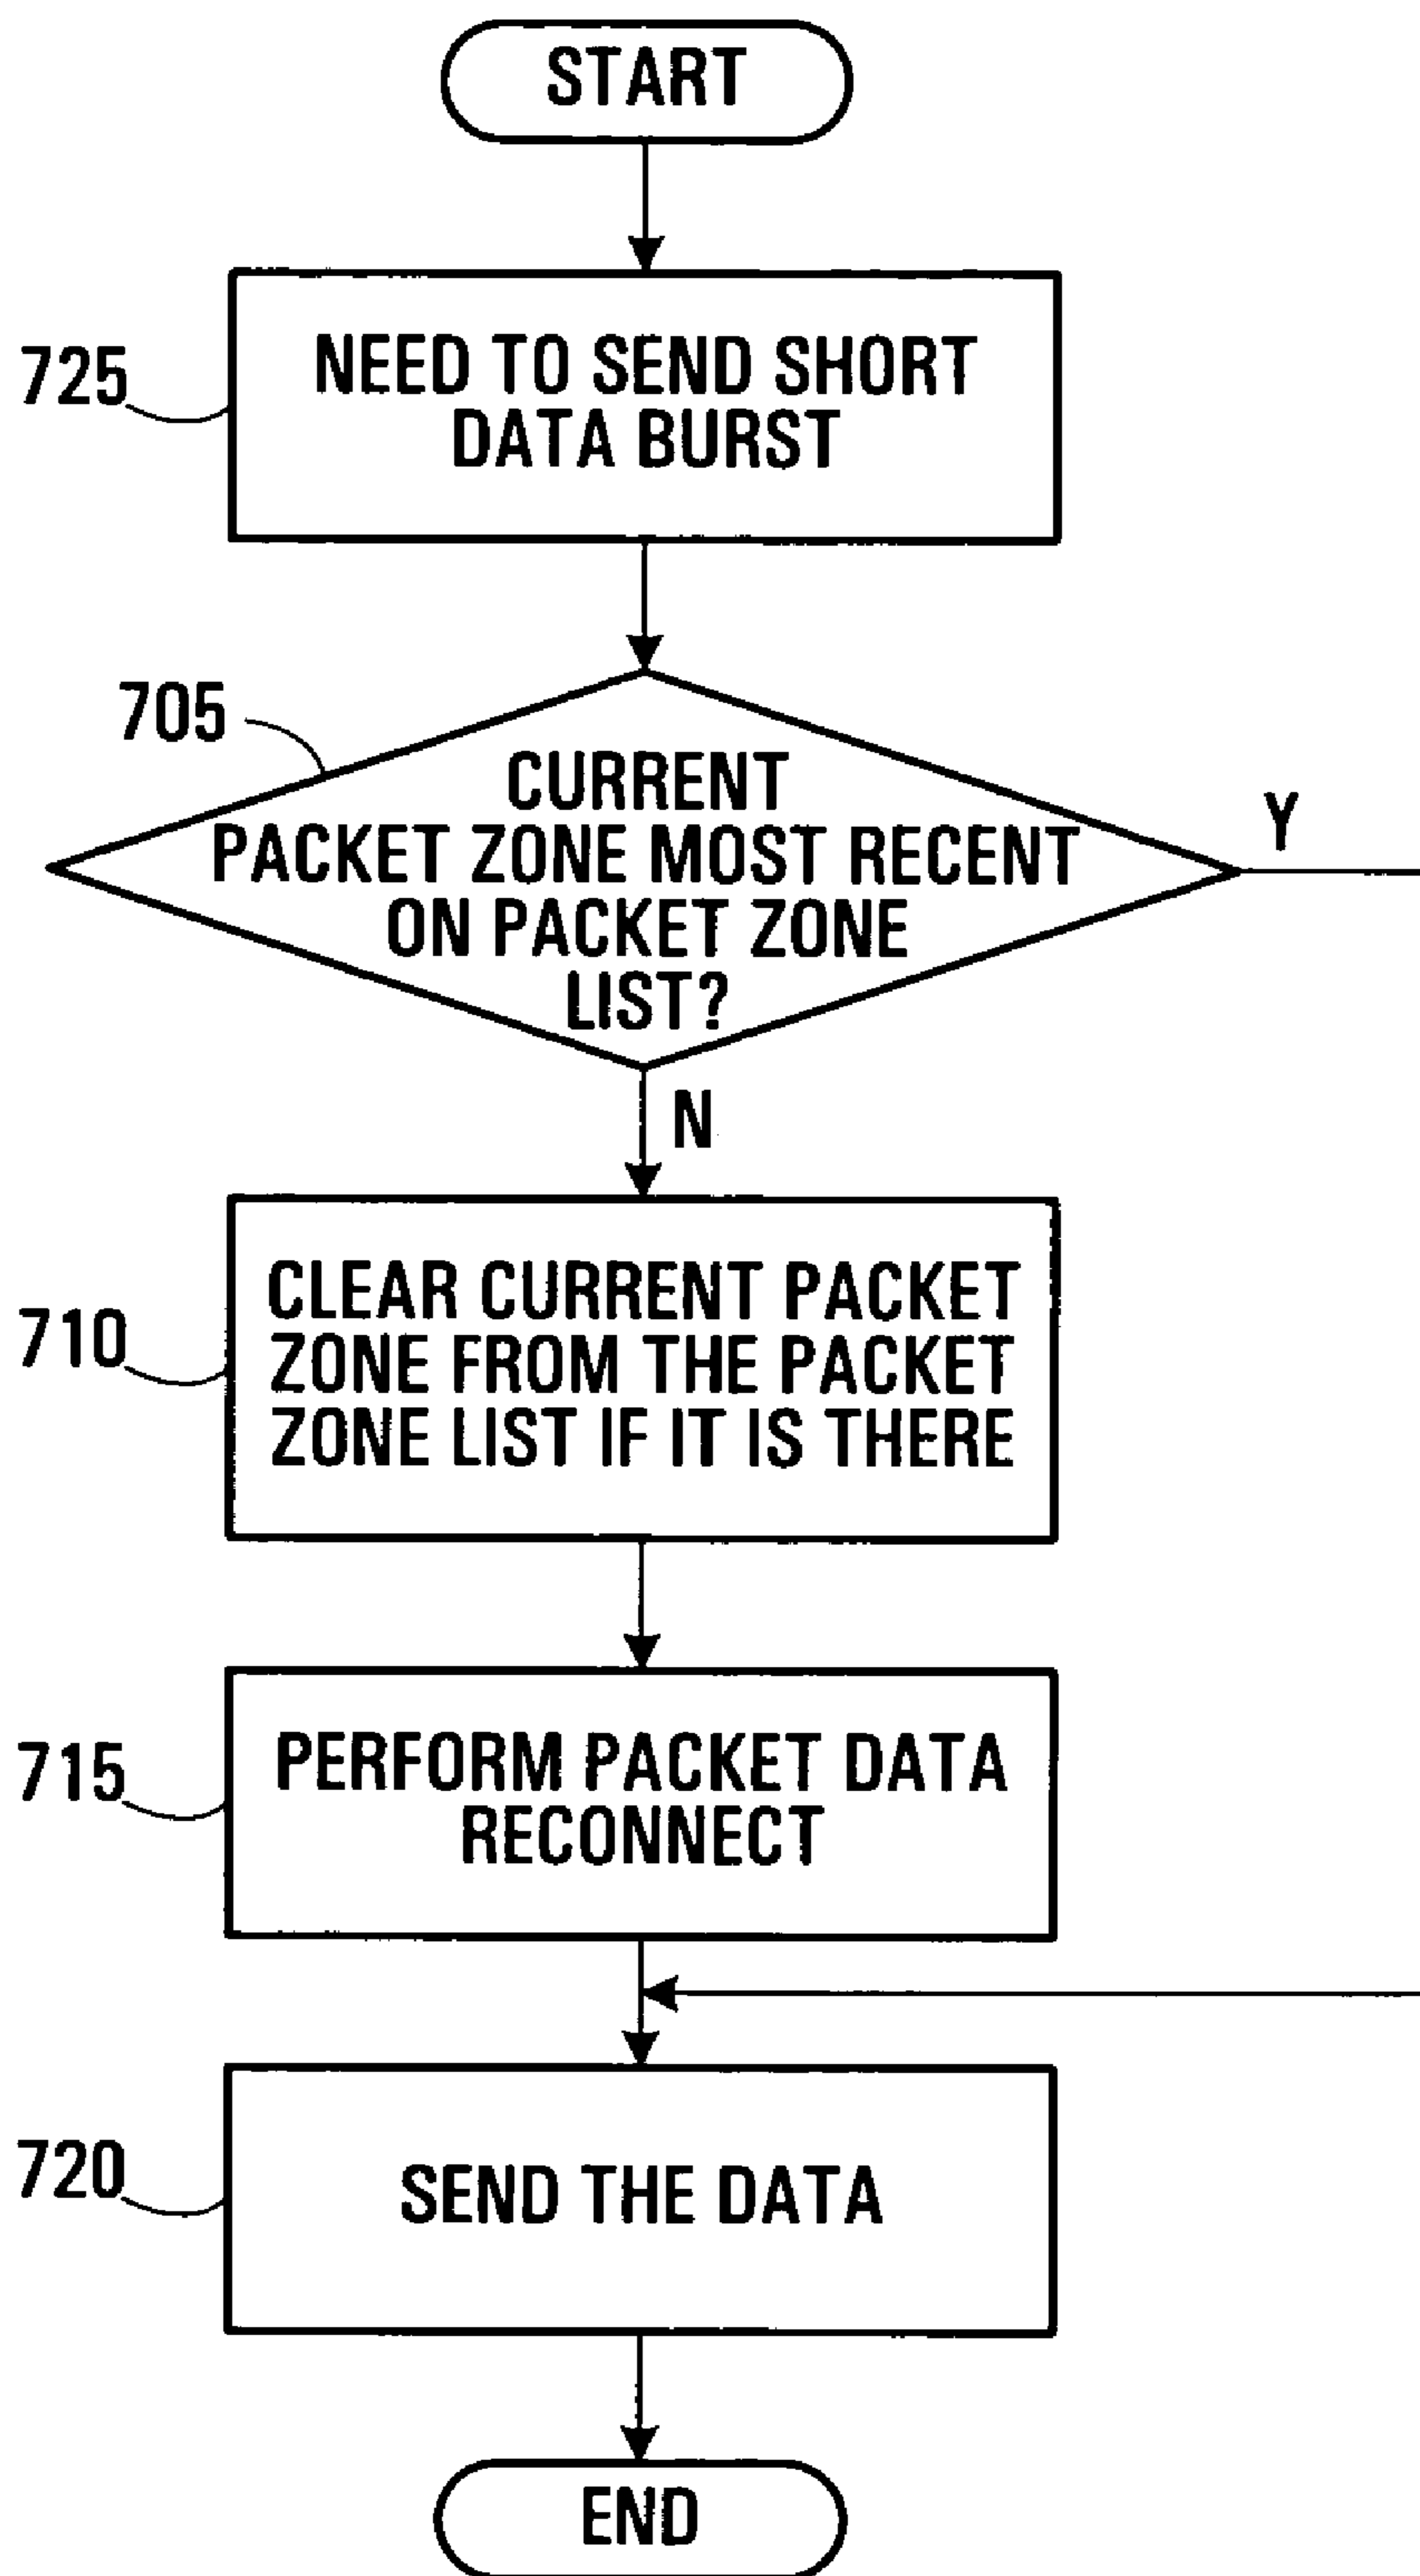 START
725
NEED TO SEND SHORT
DATA BURST
705
CURRENT
PACKET ZONE MOST RECENT
ON PACKET ZONE
LIST?
Y
N
710
CLEAR CURRENT PACKET
ZONE FROM THE PACKET
ZONE LIST IF IT IS THERE
715
PERFORM PACKET DATA
RECONNECT
720
SEND THE DATA
END